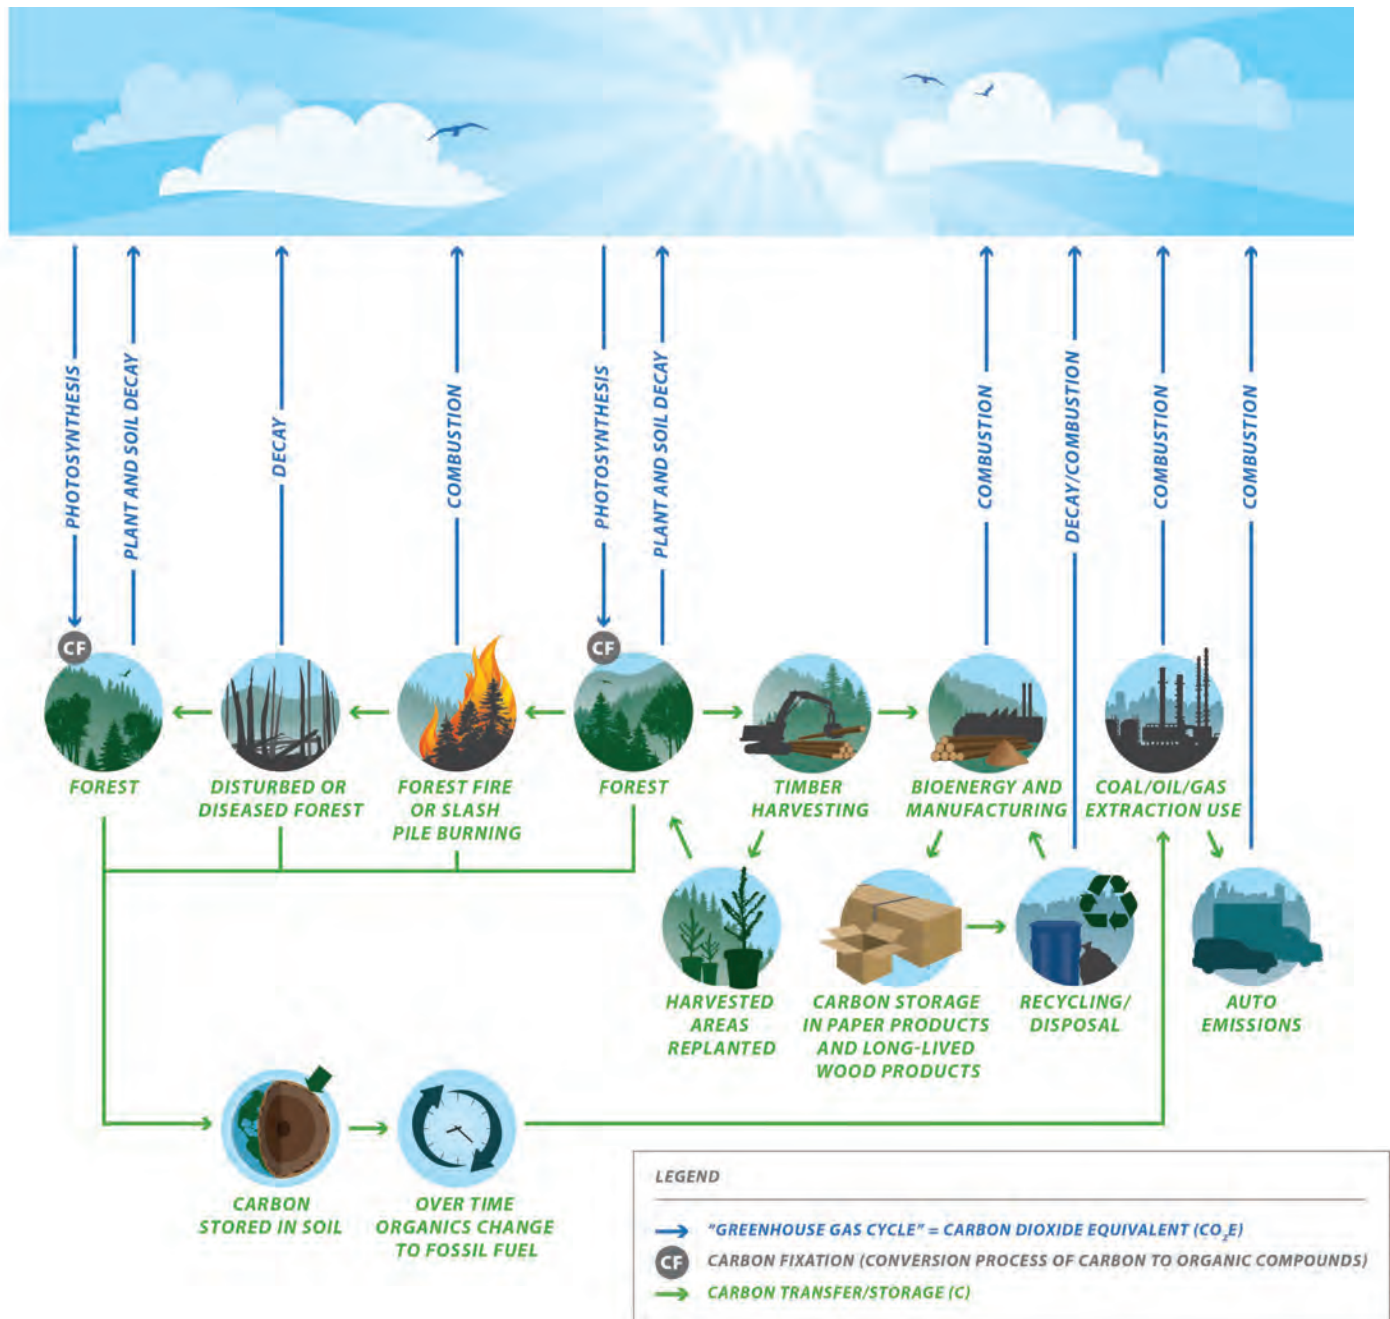 PHOTOSYNTHESIS
PLANT AND SOIL DECAY
DECAY
COMBUSTION
PHOTOSYNTHESIS
PLANT AND SOIL DECAY
COMBUSTION
DECAY/COMBUSTION
COMBUSTION
COMBUSTION
CF
CF
FOREST
DISTURBED OR
DISEASED FOREST
FOREST FIRE
OR SLASH
PILE BURNING
FOREST
TIMBER
HARVESTING
BIOENERGY AND
MANUFACTURING
COAL/OIL/GAS
EXTRACTION USE
HARVESTED
AREAS
REPLANTED
CARBON STORAGE
IN PAPER PRODUCTS
AND LONG-LIVED
WOOD PRODUCTS
RECYCLING/
DISPOSAL
AUTO
EMISSIONS
CARBON
STORED IN SOIL
OVER TIME
ORGANICS CHANGE
TO FOSSIL FUEL
LEGEND
"GREENHOUSE GAS CYCLE" = CARBON DIOXIDE EQUIVALENT (CO₂E)
CF CARBON FIXATION (CONVERSION PROCESS OF CARBON TO ORGANIC COMPOUNDS)
CARBON TRANSFER/STORAGE (C)